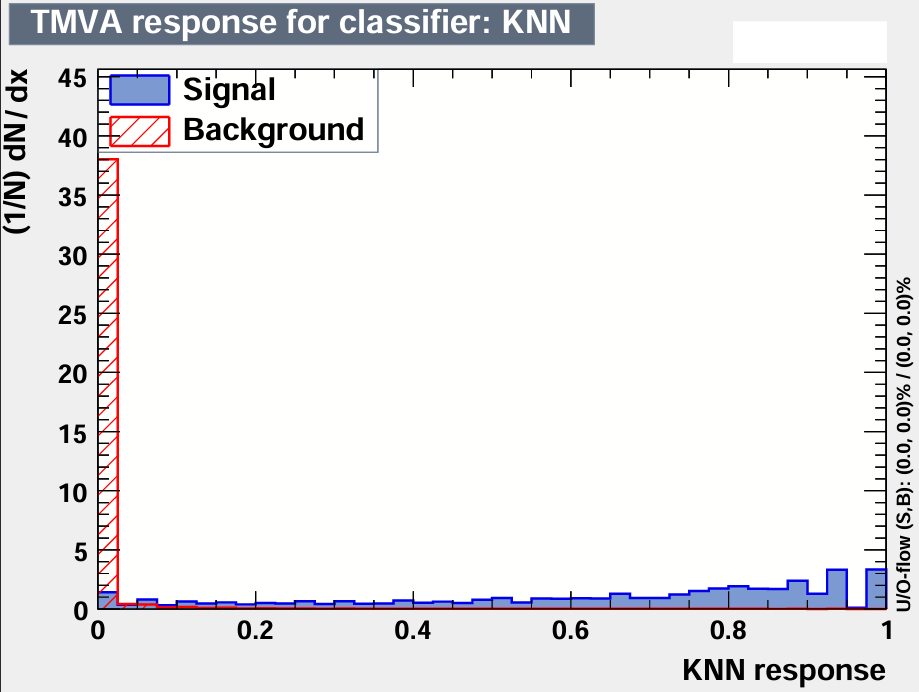 TMVA response for classifier: KNN
(1/N) dN / dx
45
40
35
30
25
20
15
10
5
0
Signal
Background
0
0.2
0.4
0.6
0.8
1
KNN response
U/O-flow (S,B): (0.0, 0.0)% / (0.0, 0.0)%